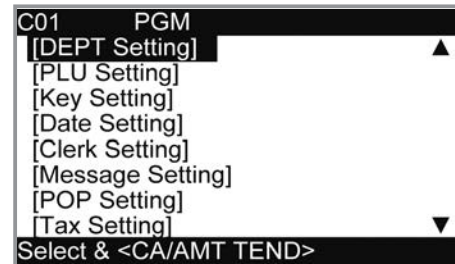 C01 PGM
[DEPT Setting]
[PLU Setting]
[Key Setting]
[Date Setting]
[Clerk Setting]
[Message Setting]
[POP Setting]
[Tax Setting]
Select & <CA/AMT TEND>